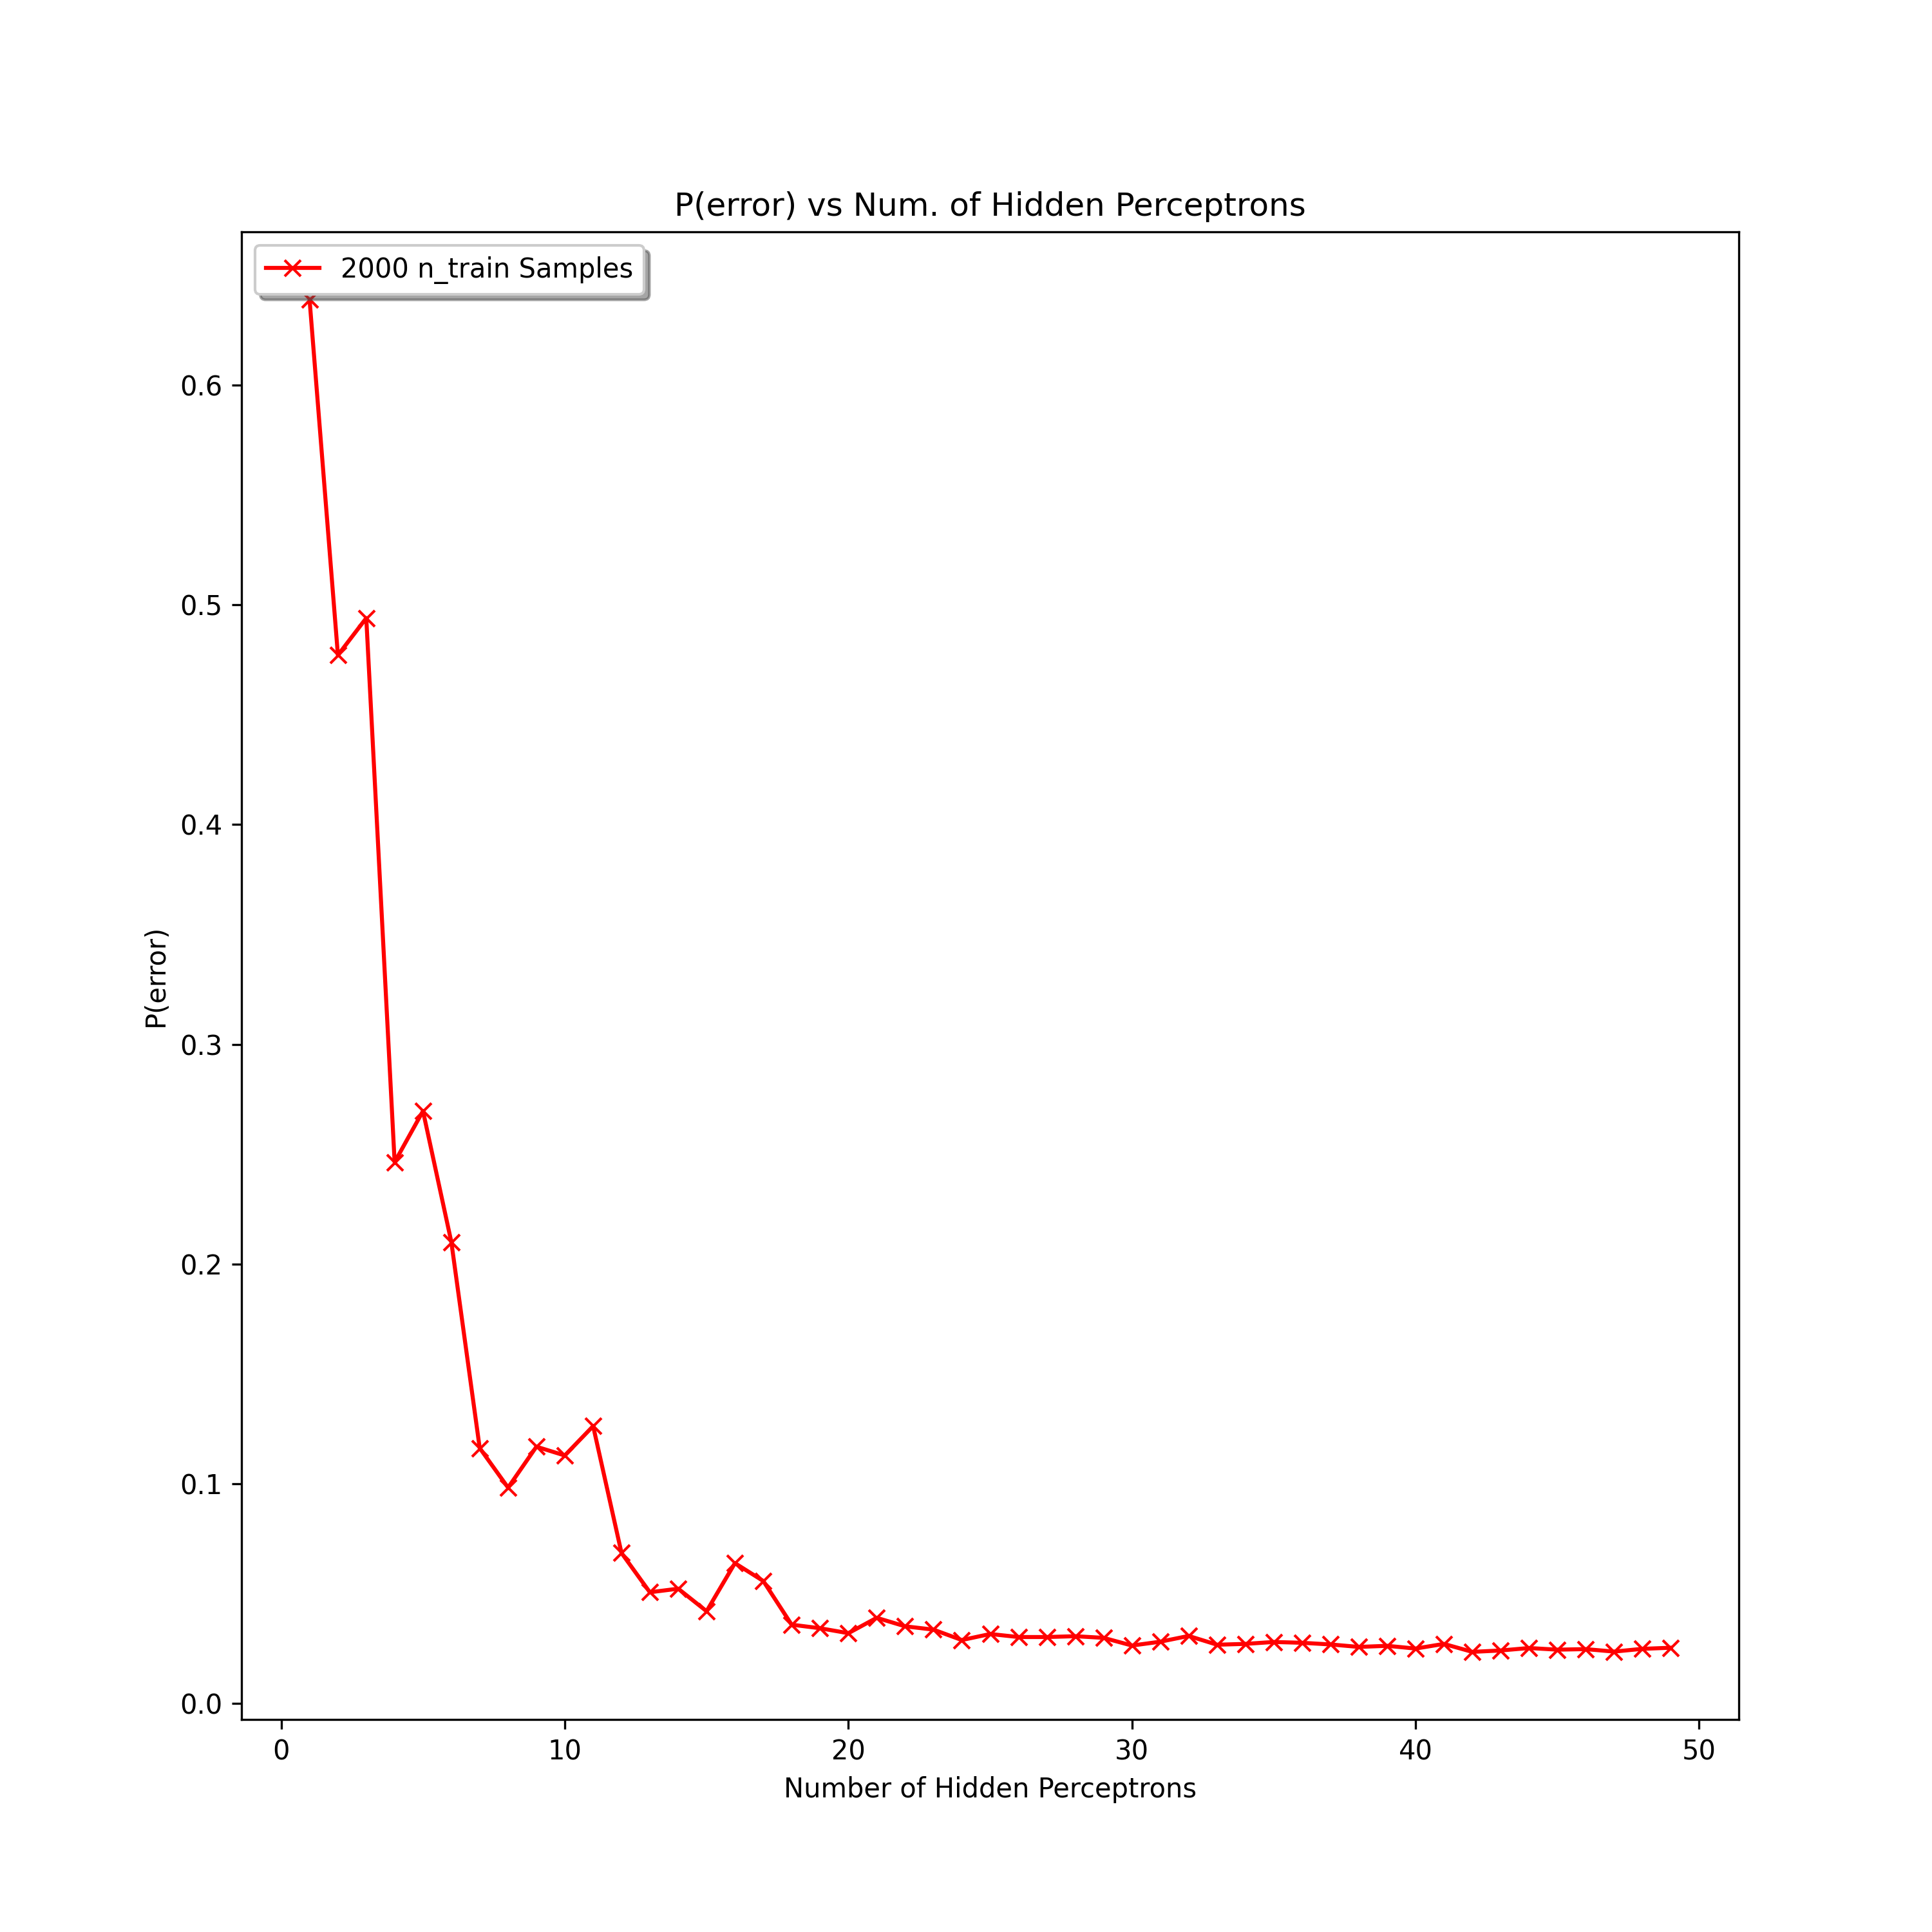 P(error) vs Num. of Hidden Perceptrons
2000 n_train Samples
0.6
0.5
0.4
0.3
0.2
0.1
0.0
P(error)
0 10 20 30 40 50
Number of Hidden Perceptrons